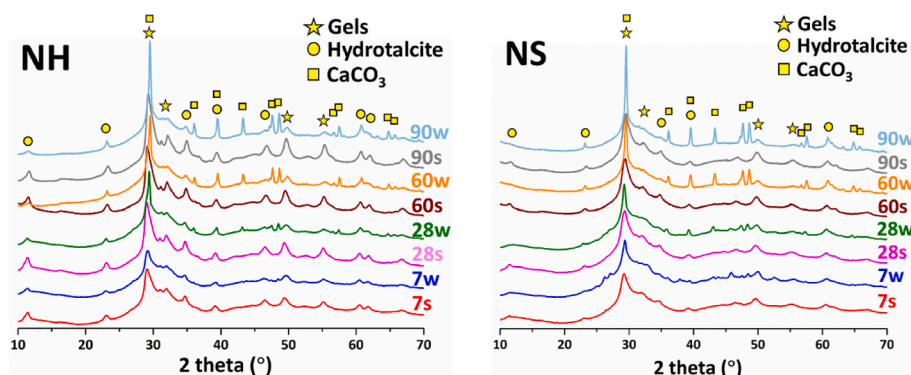 NH
Gels
Hydrotalcite
CaCO₃
90w
90s
60w
60s
28w
28s
7w
7s
10 20 30 40 50 60 70
2 theta (°)
NS
Gels
Hydrotalcite
CaCO₃
90w
90s
60w
60s
28w
28s
7w
7s
10 20 30 40 50 60 70
2 theta (°)